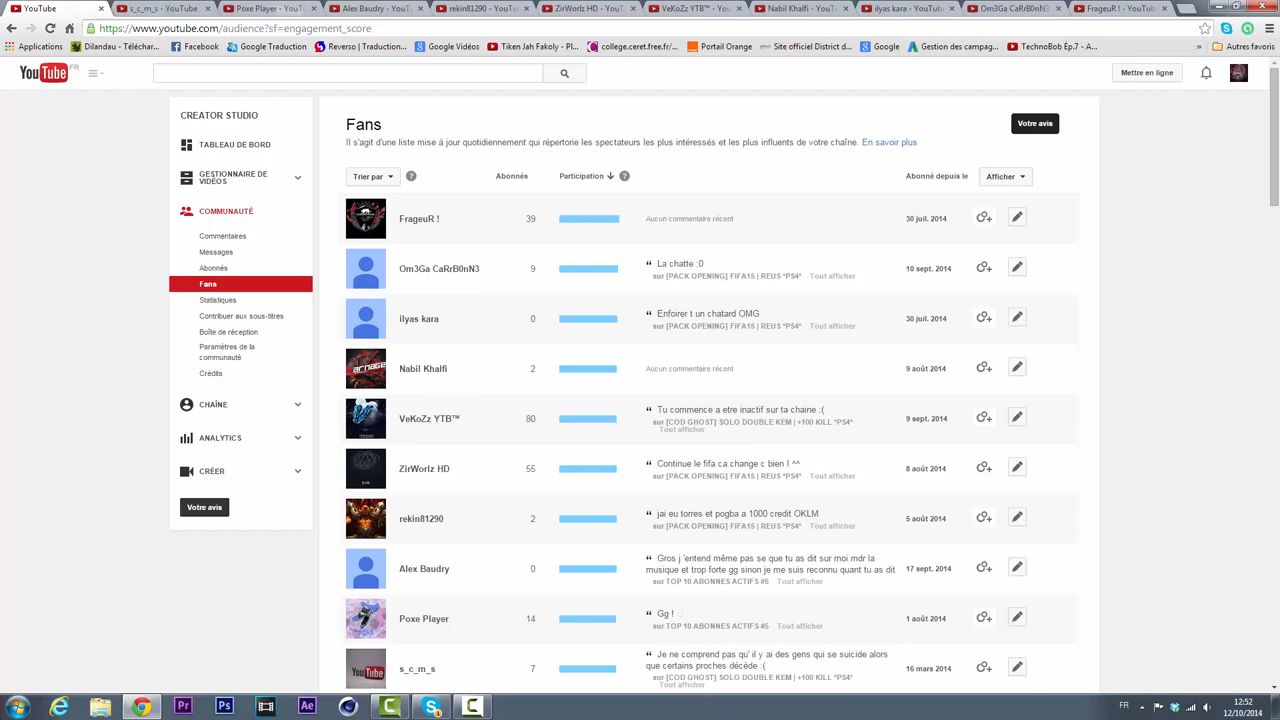 YouTube
s_c_m_s - YouTube
Poxe Player - YouTube
Alex Baudry - YouTube
rekin81290 - YouTube
ZirWorlz HD - YouTube
VeKoZz YTB™ - YouTube
Nabil Khalfi - YouTube
ilyas kara - YouTube
Om3Ga CaRrB0nN3
FrageuR ! - YouTube
https://www.youtube.com/audience?sf=engagement_score
Applications
Dilandau - Téléchar...
Facebook
Google Traduction
Reverso | Traduction
Google Vidéos
Tiken Jah Fakoly - Pl...
college.ceret.free.fr/...
Portail Orange
Site officiel District d...
Google
Gestion des campag...
TechnoBob Ép.7 - A...
Autres favoris
YouTube FR
Mettre en ligne
CREATOR STUDIO
TABLEAU DE BORD
GESTIONNAIRE DE
VIDÉOS
COMMUNAUTÉ
Commentaires
Messages
Abonnés
Fans
Statistiques
Contribuer aux sous-titres
Boîte de réception
Paramètres de la
communauté
Crédits
CHAÎNE
ANALYTICS
CRÉER
Votre avis
Fans
Votre avis
Il s'agit d'une liste mise à jour quotidiennement qui répertorie les spectateurs les plus intéressés et les plus influents de votre chaîne. En savoir plus
Trier par ? Abonnés Participation ? Abonné depuis le Afficher
FrageuR ! 39 Aucun commentaire récent 30 juil. 2014
Om3Ga CaRrB0nN3 9 La chatte ;0 10 sept. 2014
sur [PACK OPENING] FIFA15 | REUS *PS4* Tout afficher
ilyas kara 0 Enfoirer t un chatard OMG 30 juil. 2014
sur [PACK OPENING] FIFA15 | REUS *PS4* Tout afficher
Nabil Khalfi 2 Aucun commentaire récent 9 août 2014
VeKoZz YTB™ 80 Tu commence a etre inactif sur ta chaine :( 9 sept. 2014
sur [COD GHOST] SOLO DOUBLE KEM | +100 KILL *PS4*
Tout afficher
ZirWorlz HD 55 Continue le fifa ca change c bien ! ^^ 8 août 2014
sur [PACK OPENING] FIFA15 | REUS *PS4* Tout afficher
rekin81290 2 jai eu torres et pogba a 1000 credit OKLM 5 août 2014
sur [PACK OPENING] FIFA15 | REUS *PS4* Tout afficher
Alex Baudry 0 Gros j 'entend même pas se que tu as dit sur moi mdr la
musique et trop forte gg sinon je me suis reconnu quant tu as dit 17 sept. 2014
sur TOP 10 ABONNES ACTIFS #5 Tout afficher
Poxe Player 14 Gg ! 1 août 2014
sur TOP 10 ABONNES ACTIFS #5 Tout afficher
s_c_m_s 7 Je ne comprend pas qu' il y ai des gens qui se suicide alors
que certains proches décède :( 16 mars 2014
sur [COD GHOST] SOLO DOUBLE KEM | +100 KILL *PS4*
Tout afficher
Pr
Ps
Ae
FR
12:52
12/10/2014